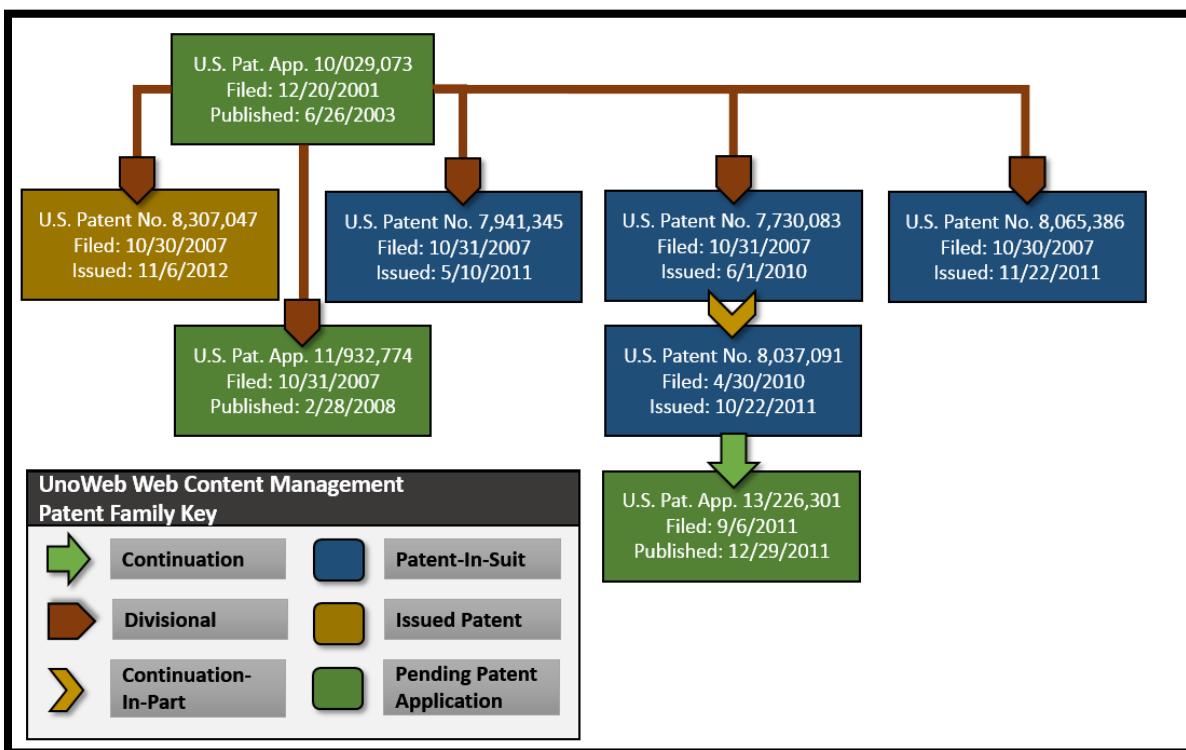 U.S. Pat. App. 10/029,073
Filed: 12/20/2001
Published: 6/26/2003
U.S. Patent No. 8,307,047
Filed: 10/30/2007
Issued: 11/6/2012
U.S. Patent No. 7,941,345
Filed: 10/31/2007
Issued: 5/10/2011
U.S. Patent No. 7,730,083
Filed: 10/31/2007
Issued: 6/1/2010
U.S. Patent No. 8,065,386
Filed: 10/30/2007
Issued: 11/22/2011
U.S. Pat. App. 11/932,774
Filed: 10/31/2007
Published: 2/28/2008
U.S. Patent No. 8,037,091
Filed: 4/30/2010
Issued: 10/22/2011
U.S. Pat. App. 13/226,301
Filed: 9/6/2011
Published: 12/29/2011
UnoWeb Web Content Management
Patent Family Key
Continuation
Patent-In-Suit
Divisional
Issued Patent
Continuation-
In-Part
Pending Patent
Application